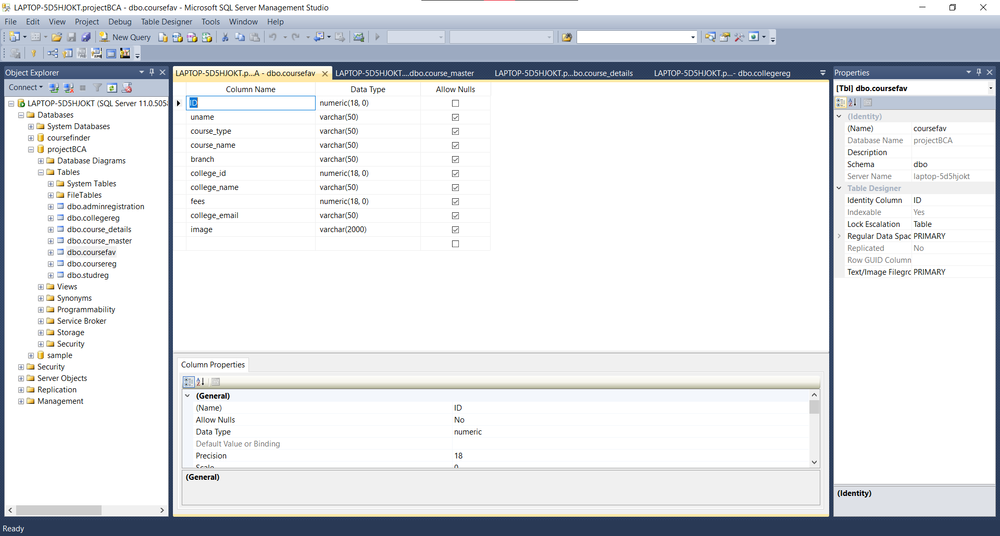 LAPTOP-5D5HJOKT.projectBCA - dbo.coursefav - Microsoft SQL Server Management Studio
File Edit View Project Debug Table Designer Tools Window Help
New Query
Object Explorer
Connect
LAPTOP-5D5HJOKT (SQL Server 11.0.5058
Databases
System Databases
coursefinder
projectBCA
Database Diagrams
Tables
System Tables
FileTables
dbo.adminregistration
dbo.collegereg
dbo.course_details
dbo.course_master
dbo.coursefav
dbo.coursereg
dbo.studreg
Views
Synonyms
Programmability
Service Broker
Storage
Security
sample
Security
Server Objects
Replication
Management
LAPTOP-5D5HJOKT.p...A - dbo.coursefav LAPTOP-5D5HJOKT....dbo.course_master LAPTOP-5D5HJOKT.p...bo.course_details LAPTOP-5D5HJOKT.p...- dbo.collegereg
Column Name Data Type Allow Nulls
ID numeric(18, 0)
uname varchar(50)
course_type varchar(50)
course_name varchar(50)
branch varchar(50)
college_id numeric(18, 0)
college_name varchar(50)
fees numeric(18, 0)
college_email varchar(50)
image varchar(2000)
Column Properties
(General)
(Name) ID
Allow Nulls No
Data Type numeric
Default Value or Binding
Precision 18
Scale 0
(General)
Properties
[Tbl] dbo.coursefav
(Identity)
(Name) coursefav
Database Name projectBCA
Description
Schema dbo
Server Name laptop-5d5hjokt
Table Designer
Identity Column ID
Indexable Yes
Lock Escalation Table
Regular Data Spac PRIMARY
Replicated No
Row GUID Column
Text/Image Filegrc PRIMARY
(Identity)
Ready